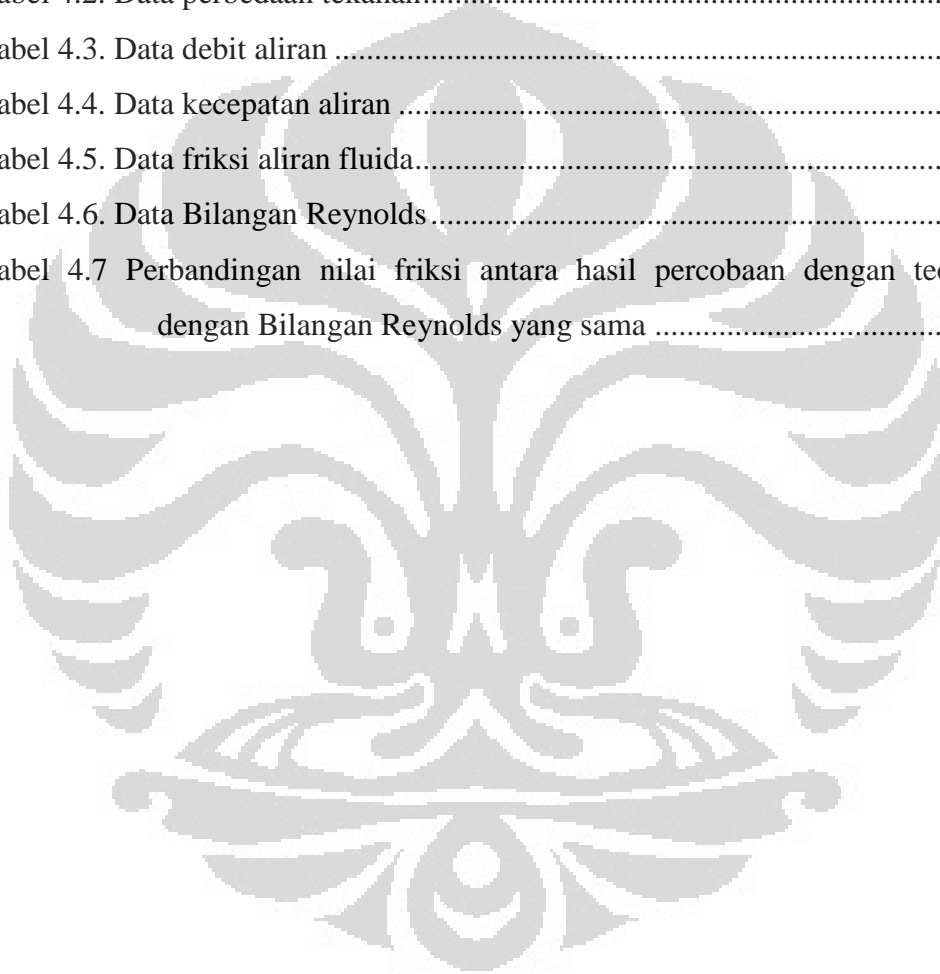 abel 4.2. Data perbedaan tekanan............................................................
abel 4.3. Data debit aliran ......................................................................
abel 4.4. Data kecepatan aliran ..............................................................
abel 4.5. Data friksi aliran fluida............................................................
abel 4.6. Data Bilangan Reynolds..........................................................
abel 4.7 Perbandingan nilai friksi antara hasil percobaan dengan
dengan Bilangan Reynolds yang sama ...................................